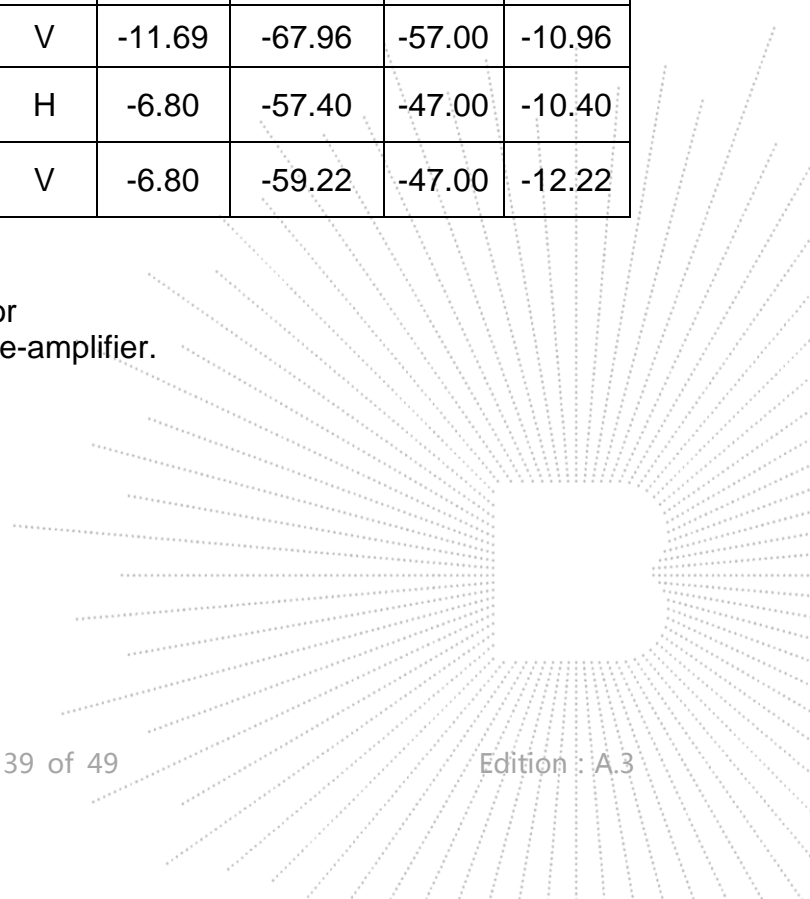 V -11.69 -67.96 -57.00 -10.96
H -6.80 -57.40 -47.00 -10.40
V -6.80 -59.22 -47.00 -12.22
or
e-amplifier.
39 of 49 Edition : A.3